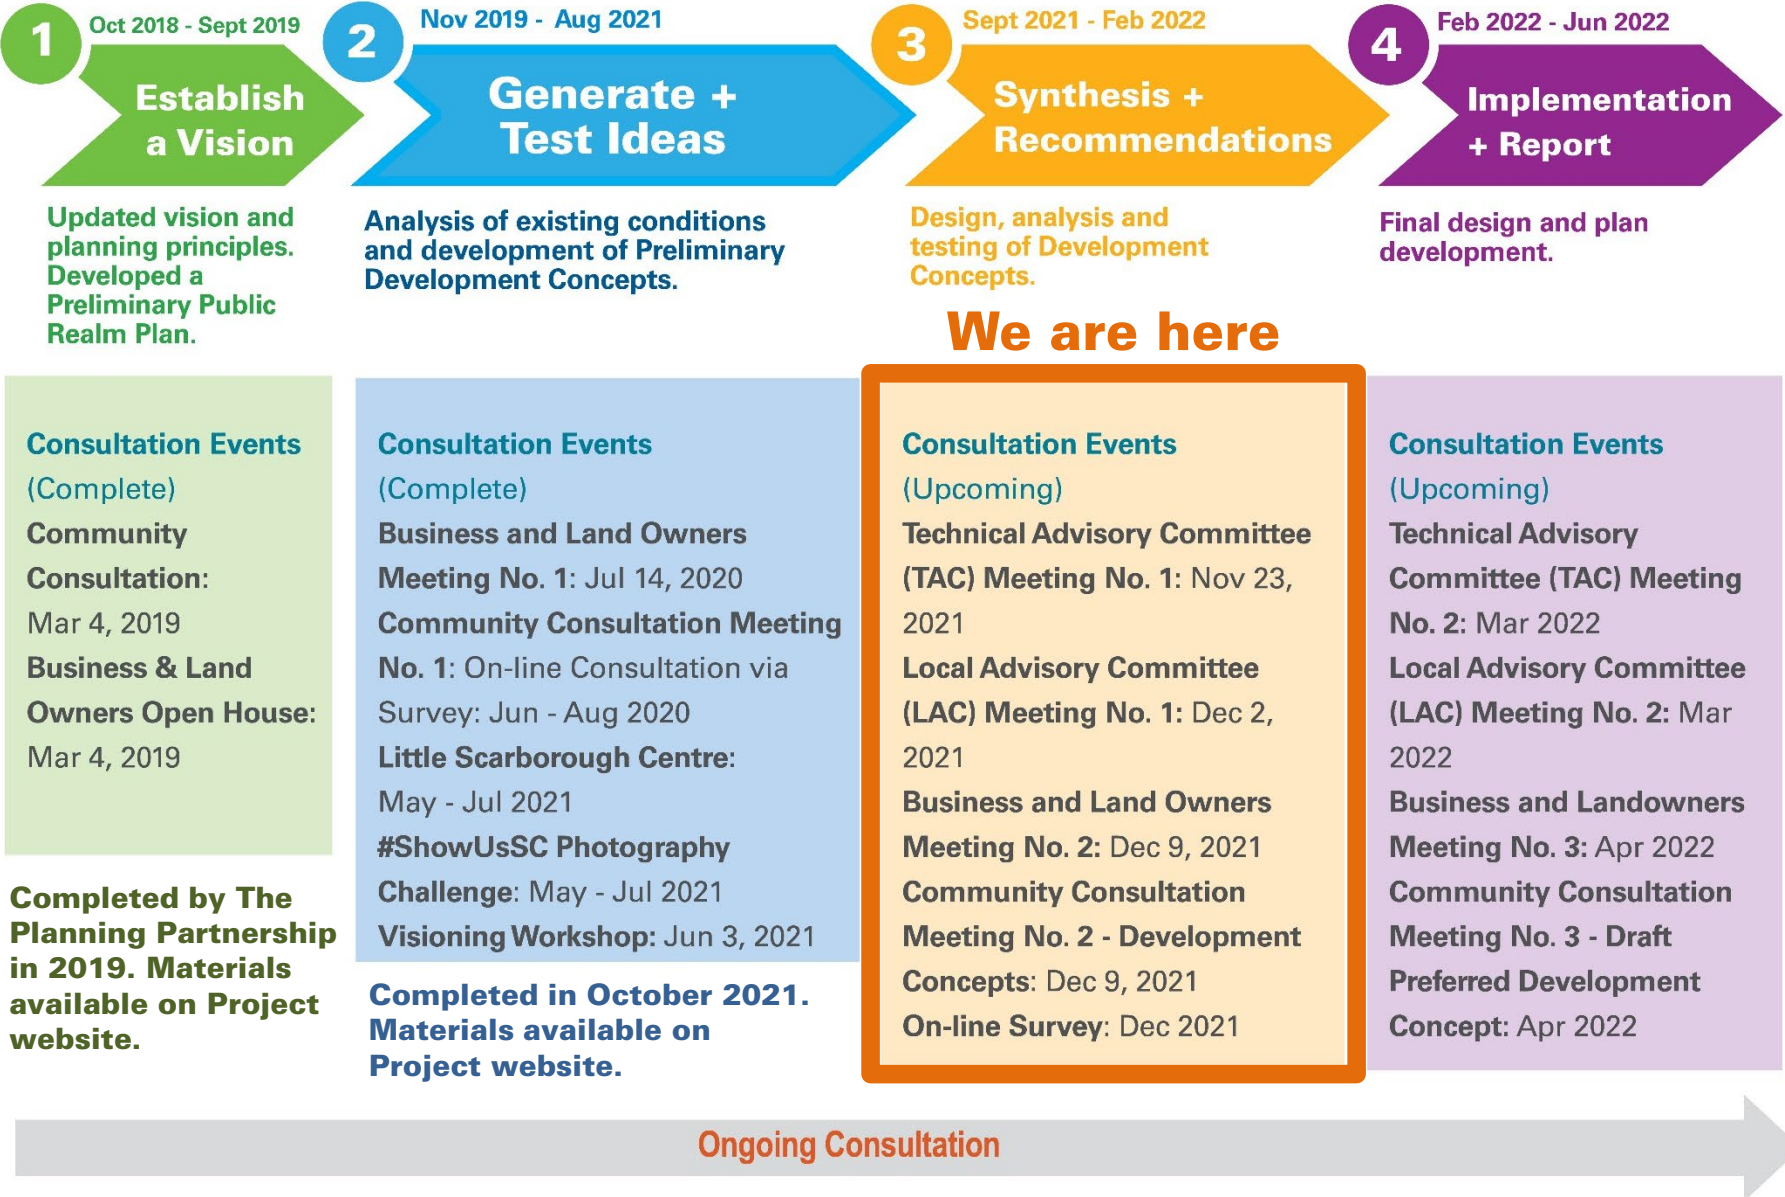 1
Oct 2018 - Sept 2019
Establish
a Vision
Updated vision and
planning principles.
Developed a
Preliminary Public
Realm Plan.
Consultation Events
(Complete)
Community
Consultation:
Mar 4, 2019
Business & Land
Owners Open House:
Mar 4, 2019
Completed by The
Planning Partnership
in 2019. Materials
available on Project
website.
2
Nov 2019 - Aug 2021
Generate +
Test Ideas
Analysis of existing conditions
and development of Preliminary
Development Concepts.
Consultation Events
(Complete)
Business and Land Owners
Meeting No. 1: Jul 14, 2020
Community Consultation Meeting
No. 1: On-line Consultation via
Survey: Jun - Aug 2020
Little Scarborough Centre:
May - Jul 2021
#ShowUsSC Photography
Challenge: May - Jul 2021
Visioning Workshop: Jun 3, 2021
Completed in October 2021.
Materials available on
Project website.
3
Sept 2021 - Feb 2022
Synthesis +
Recommendations
Design, analysis and
testing of Development
Concepts.
We are here
Consultation Events
(Upcoming)
Technical Advisory Committee
(TAC) Meeting No. 1: Nov 23,
2021
Local Advisory Committee
(LAC) Meeting No. 1: Dec 2,
2021
Business and Land Owners
Meeting No. 2: Dec 9, 2021
Community Consultation
Meeting No. 2 - Development
Concepts: Dec 9, 2021
On-line Survey: Dec 2021
4
Feb 2022 - Jun 2022
Implementation
+ Report
Final design and plan
development.
Consultation Events
(Upcoming)
Technical Advisory
Committee (TAC) Meeting
No. 2: Mar 2022
Local Advisory Committee
(LAC) Meeting No. 2: Mar
2022
Business and Landowners
Meeting No. 3: Apr 2022
Community Consultation
Meeting No. 3 - Draft
Preferred Development
Concept: Apr 2022
Ongoing Consultation